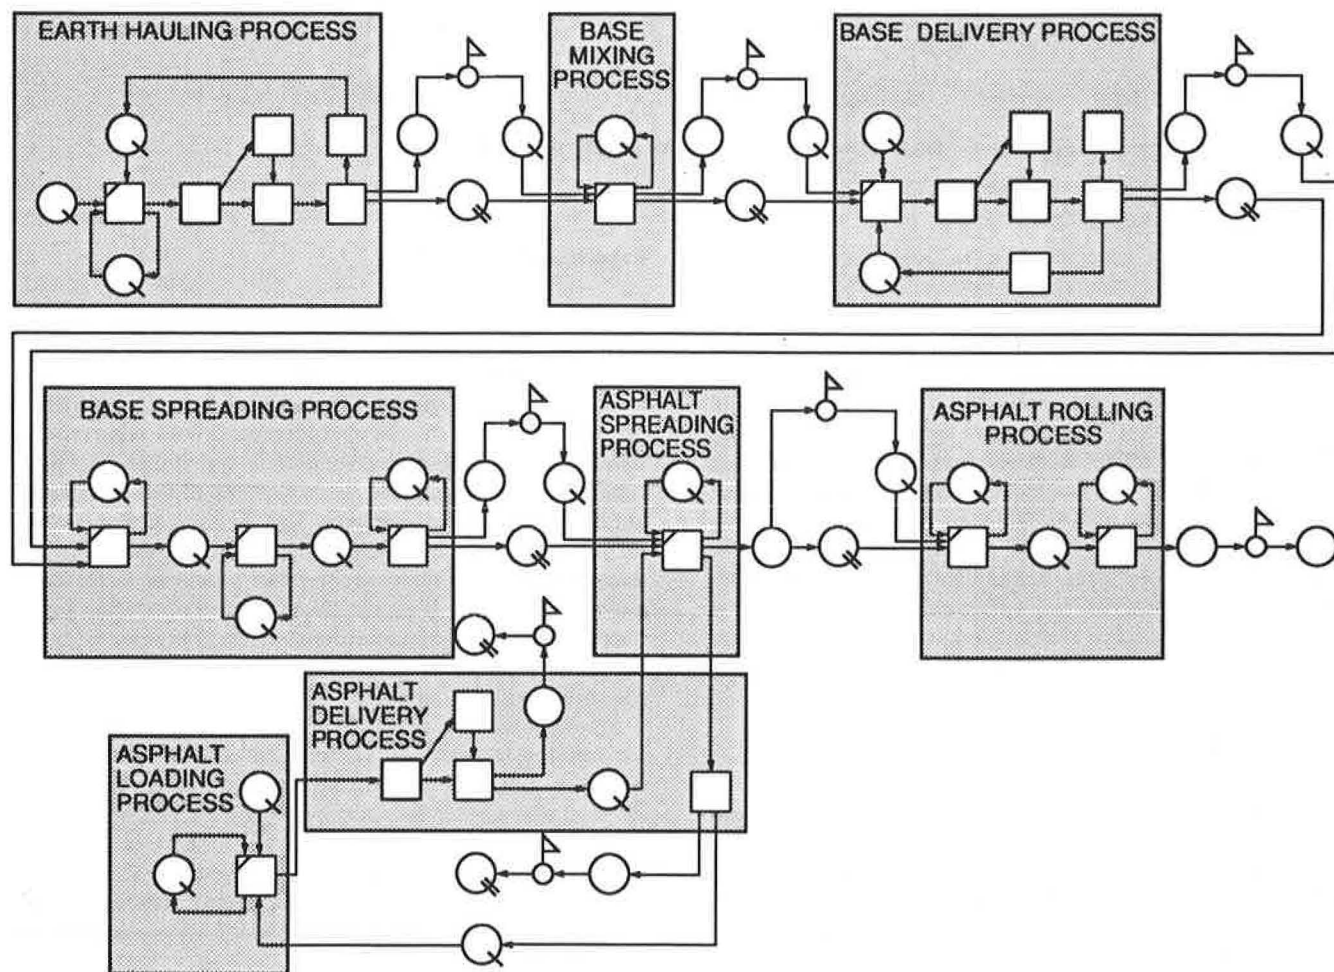 EARTH HAULING PROCESS
BASE
MIXING
PROCESS
BASE DELIVERY PROCESS
BASE SPREADING PROCESS
ASPHALT
SPREADING
PROCESS
ASPHALT ROLLING
PROCESS
ASPHALT
DELIVERY
PROCESS
ASPHALT
LOADING
PROCESS